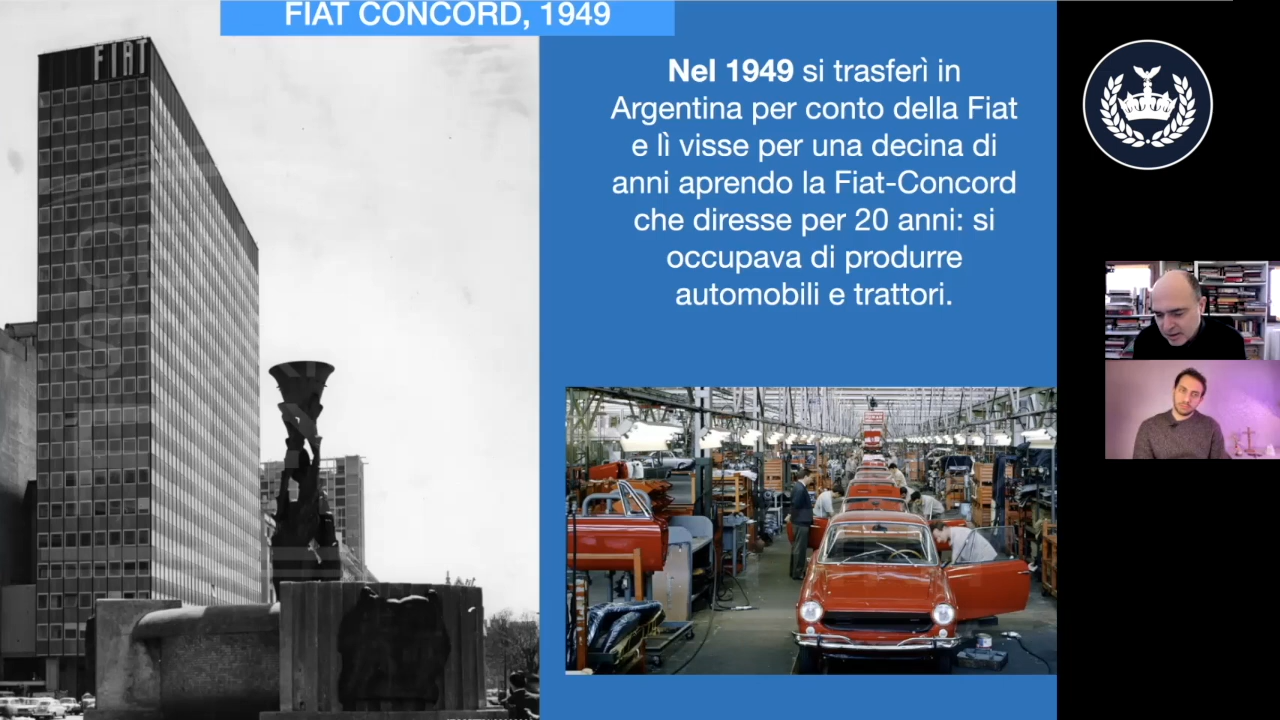 FIAT CONCORD, 1949
FIAT
Nel 1949 si trasferì in
Argentina per conto della Fiat
e lì visse per una decina di
anni aprendo la Fiat-Concord
che diresse per 20 anni: si
occupava di produrre
automobili e trattori.